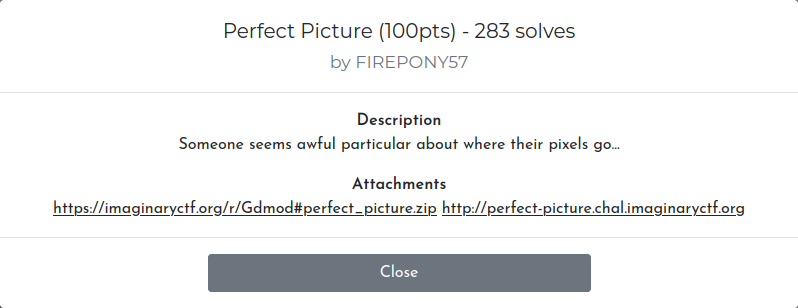 Perfect Picture (100pts) - 283 solves
by FIREPONY57
Description
Someone seems awful particular about where their pixels go...
Attachments
https://imaginaryctf.org/r/Gdmod#perfect_picture.zip http://perfect-picture.chal.imaginaryctf.org
Close